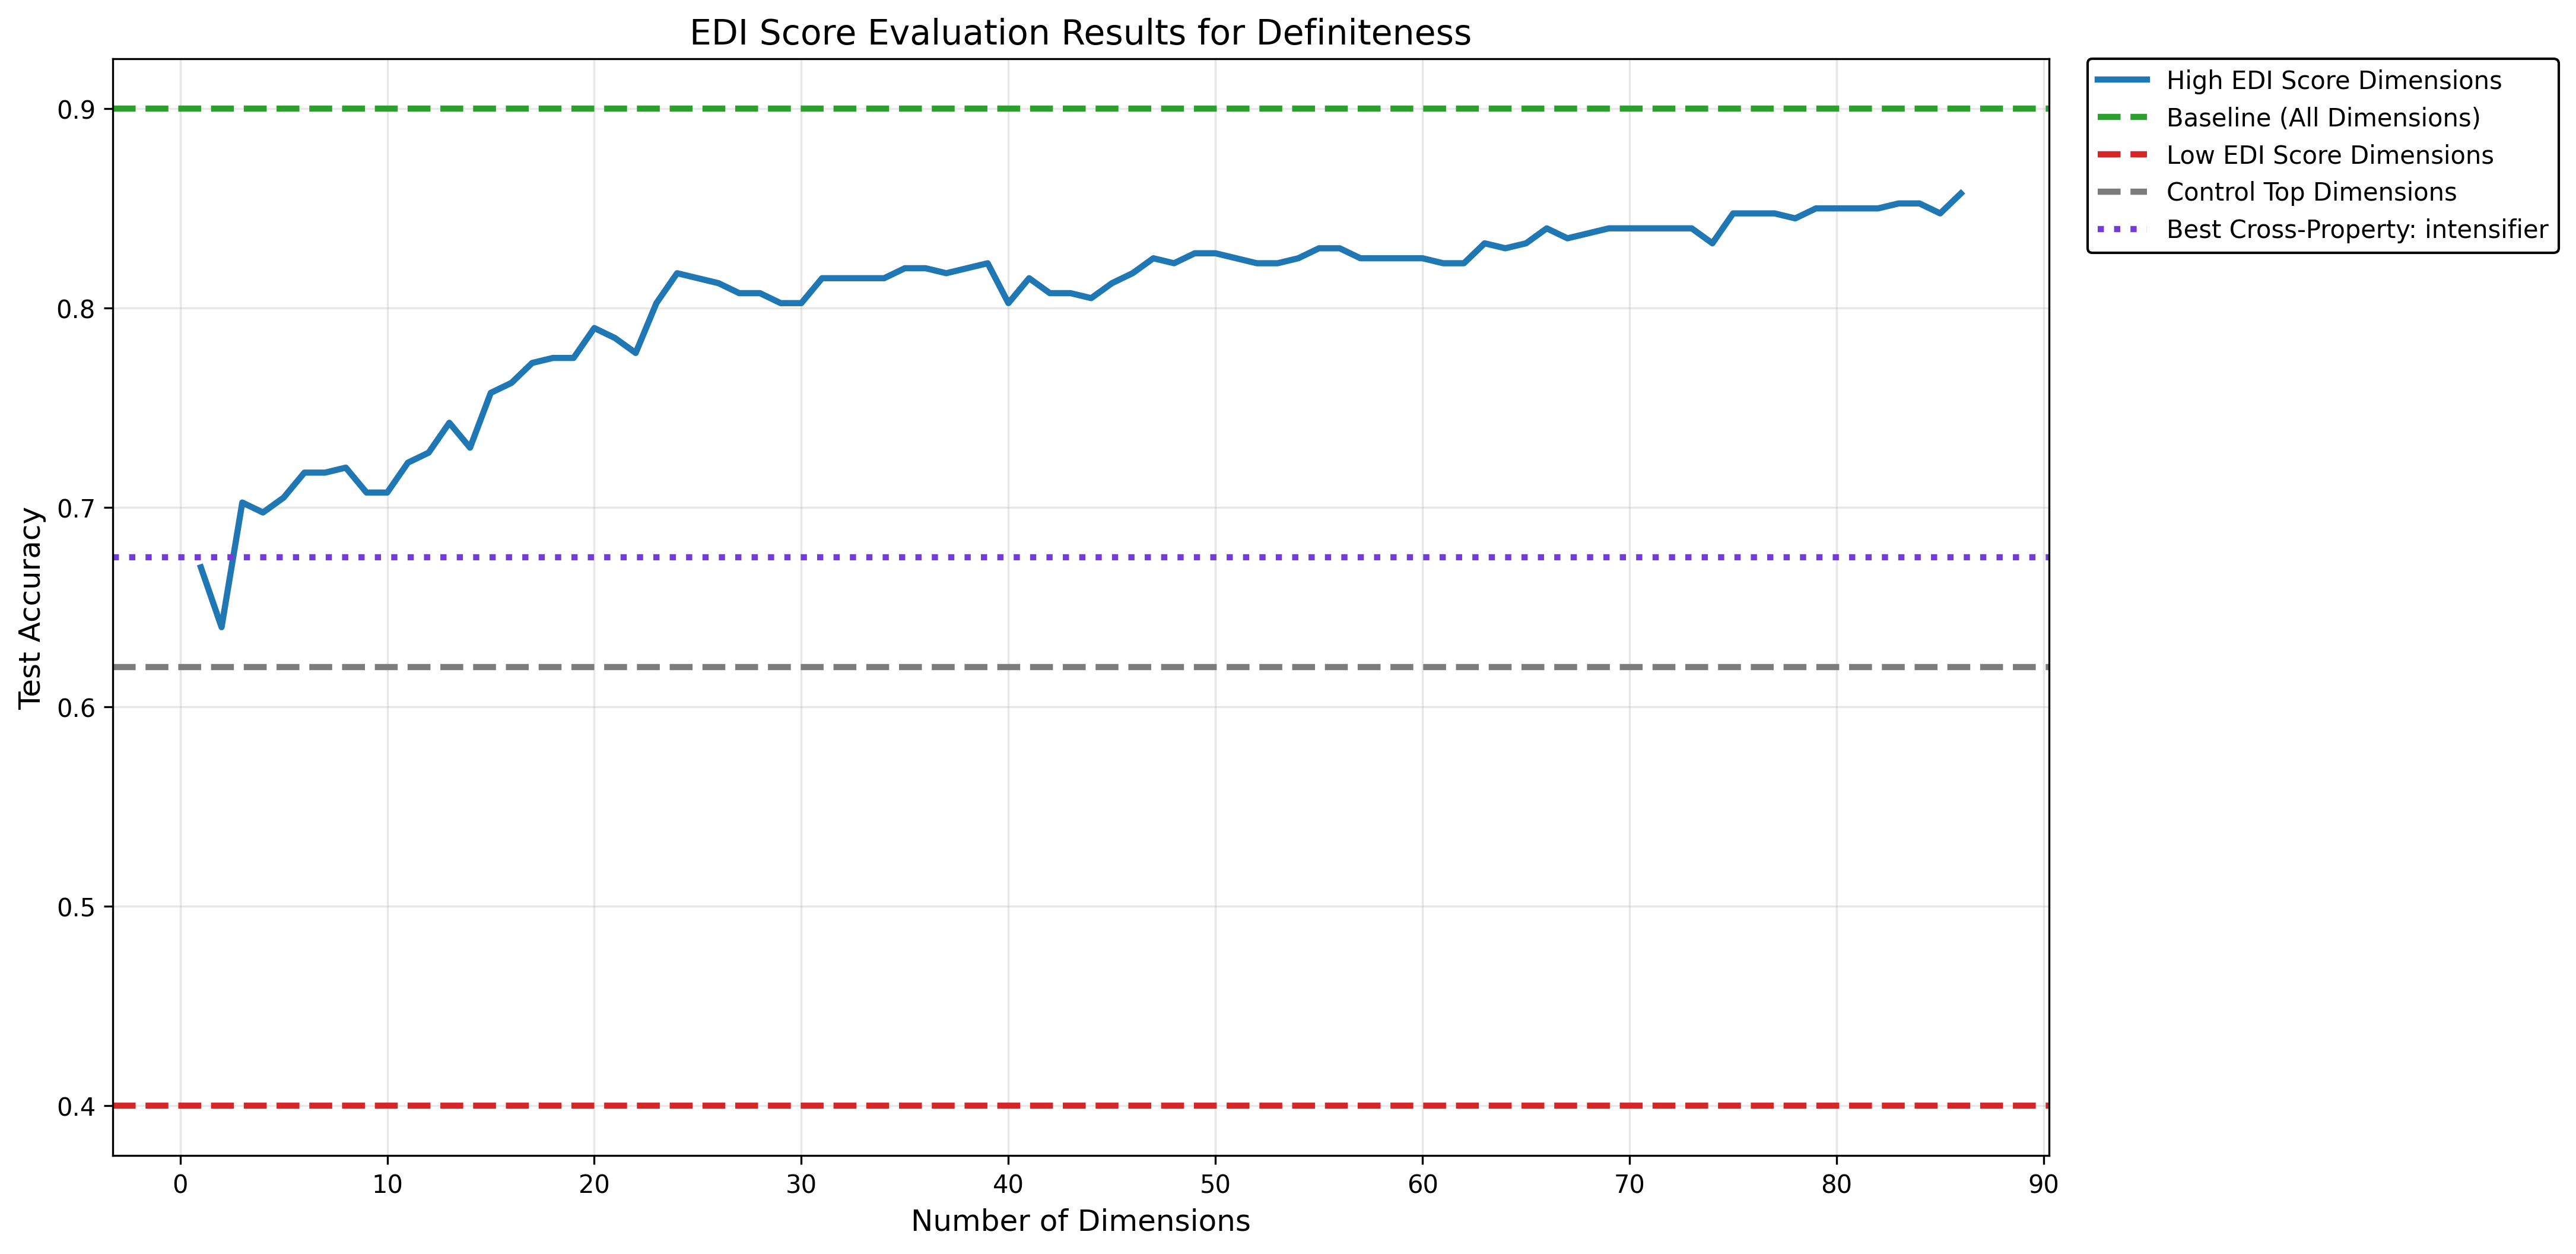 EDI Score Evaluation Results for Definiteness
High EDI Score Dimensions
Baseline (All Dimensions)
Low EDI Score Dimensions
Control Top Dimensions
Best Cross-Property: intensifier
Test Accuracy
0.9
0.8
0.7
0.6
0.5
0.4
0 10 20 30 40 50 60 70 80 90
Number of Dimensions